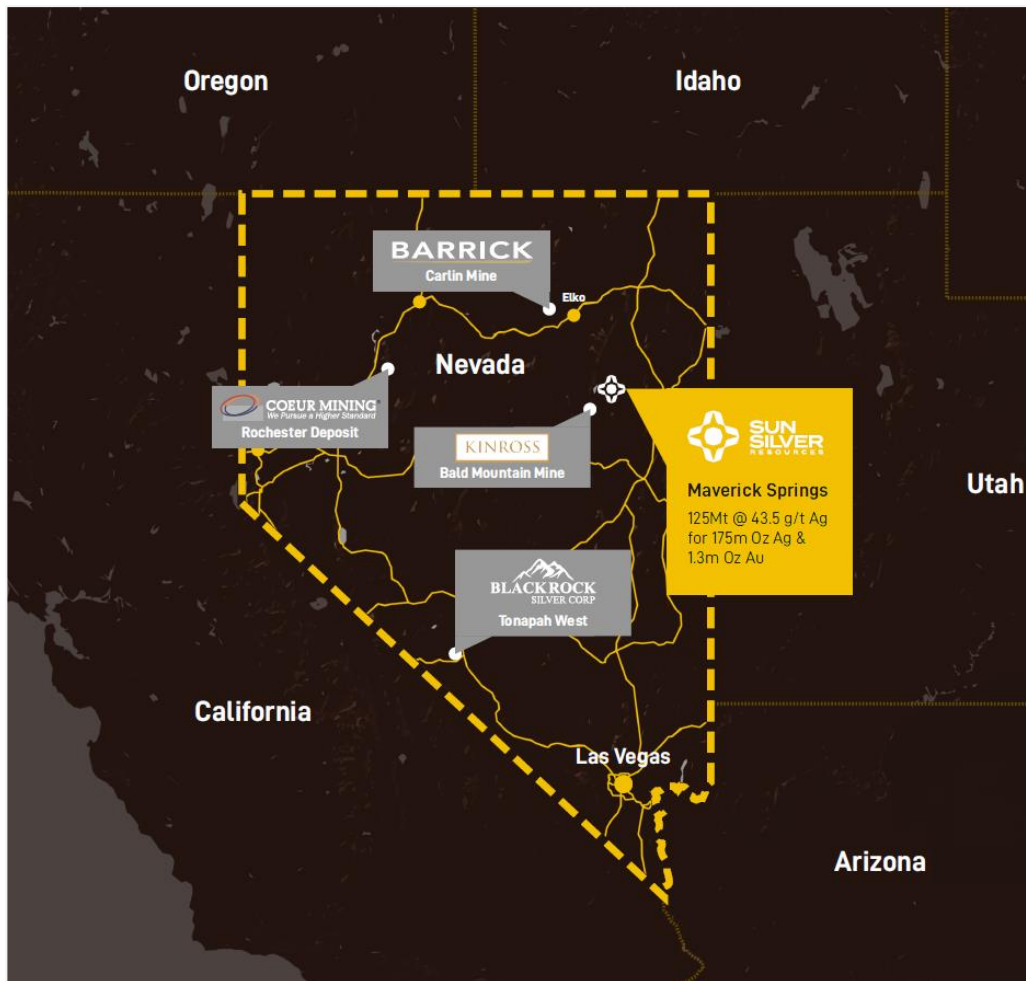 Oregon
Idaho
BARRICK
Carlin Mine
Elko
Nevada
COEUR MINING®
We Pursue a Higher Standard
Rochester Deposit
KINROSS
Bald Mountain Mine
SUN
SILVER
RESOURCES
Maverick Springs
125Mt @ 43.5 g/t Ag
for 175m Oz Ag &
1.3m Oz Au
Utah
BLACKROCK
SILVER CORP
Tonapah West
California
Las Vegas
Arizona